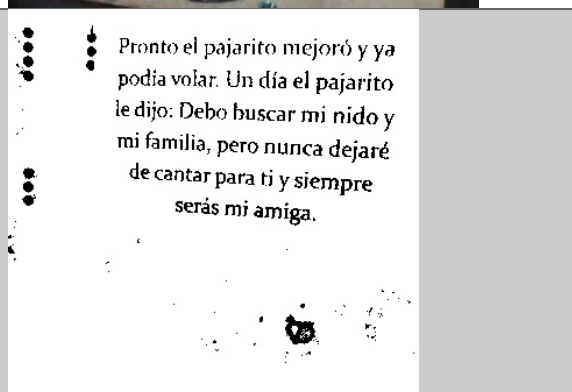 Pronto el pajarito mejoró y ya
podía volar. Un día el pajarito
le dijo: Debo buscar mi nido y
mi familia, pero nunca dejaré
de cantar para ti y siempre
serás mi amiga.